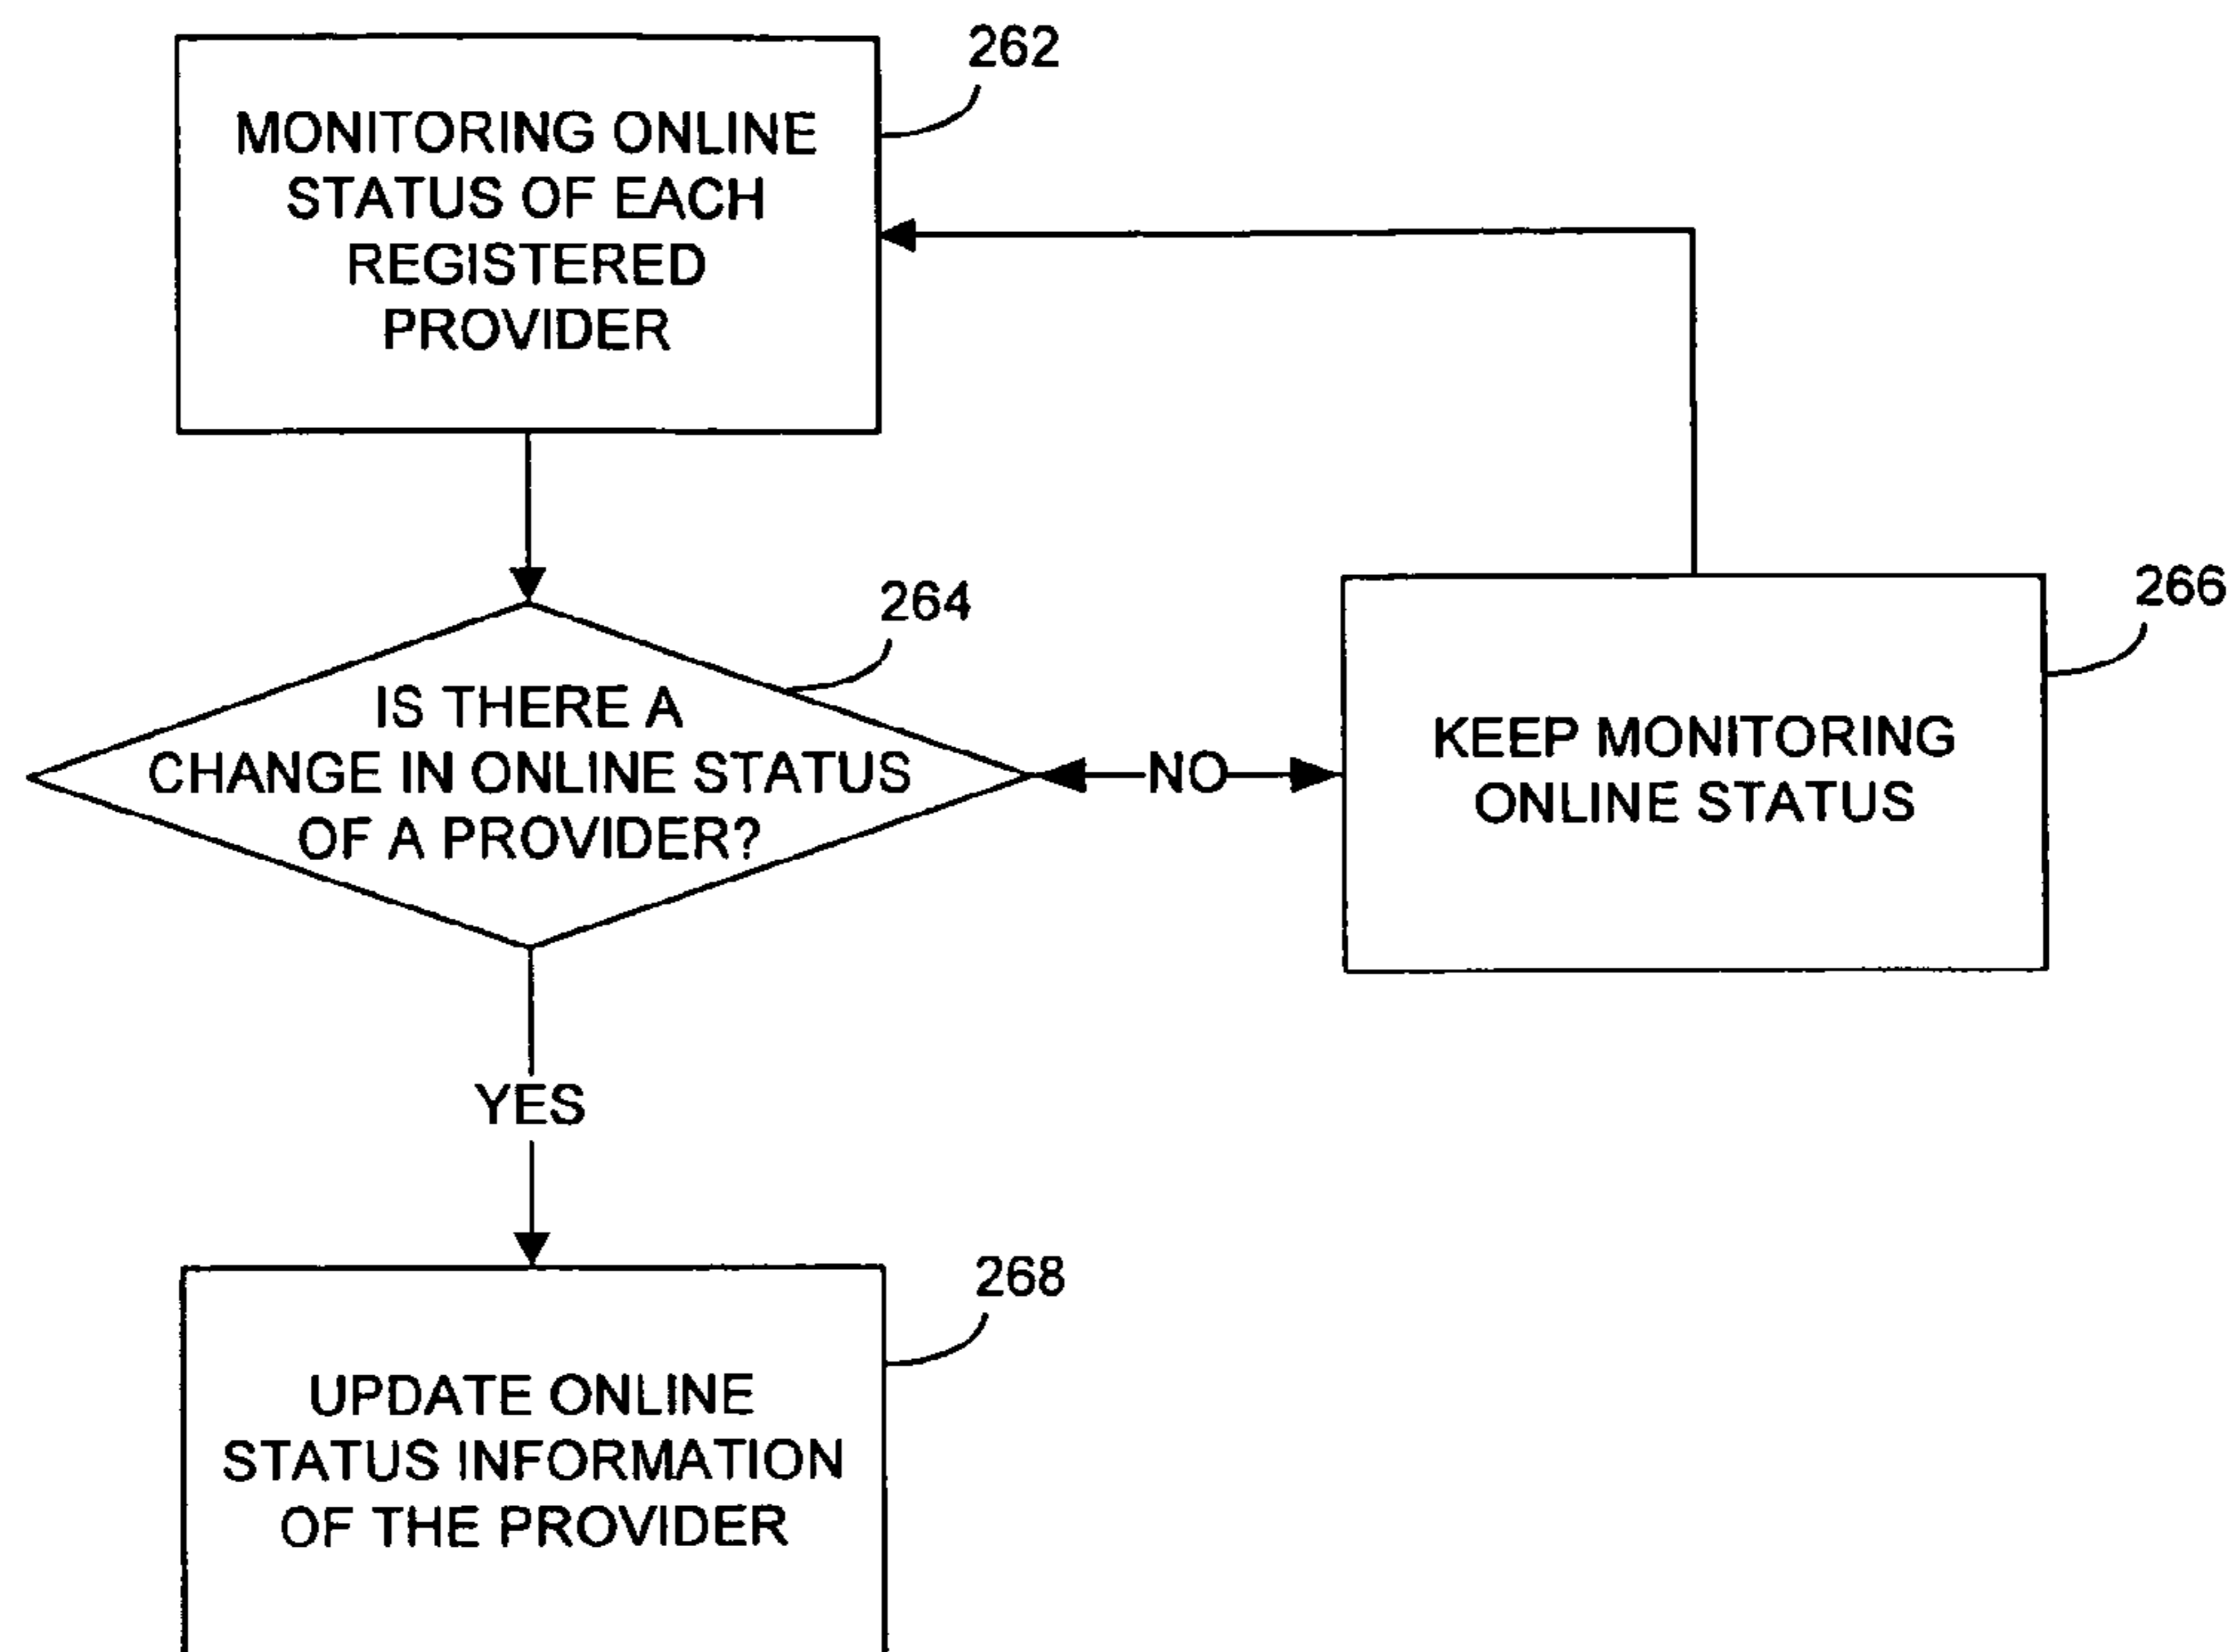 262
MONITORING ONLINE
STATUS OF EACH
REGISTERED
PROVIDER
264
IS THERE A
CHANGE IN ONLINE STATUS
OF A PROVIDER?
NO
266
KEEP MONITORING
ONLINE STATUS
YES
268
UPDATE ONLINE
STATUS INFORMATION
OF THE PROVIDER